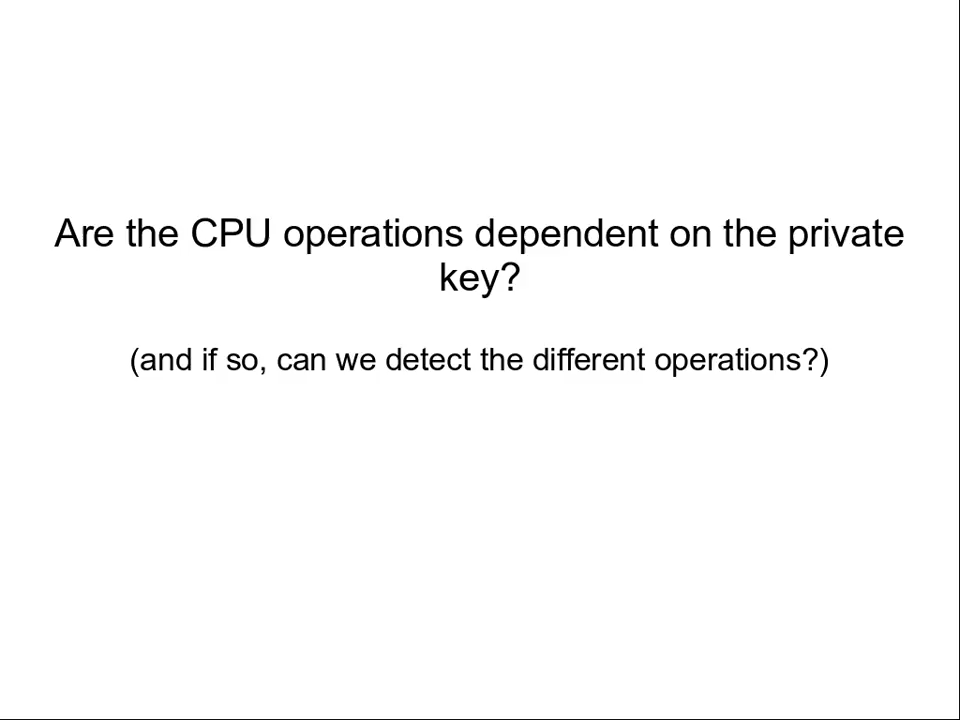 Are the CPU operations dependent on the private
key?
(and if so, can we detect the different operations?)